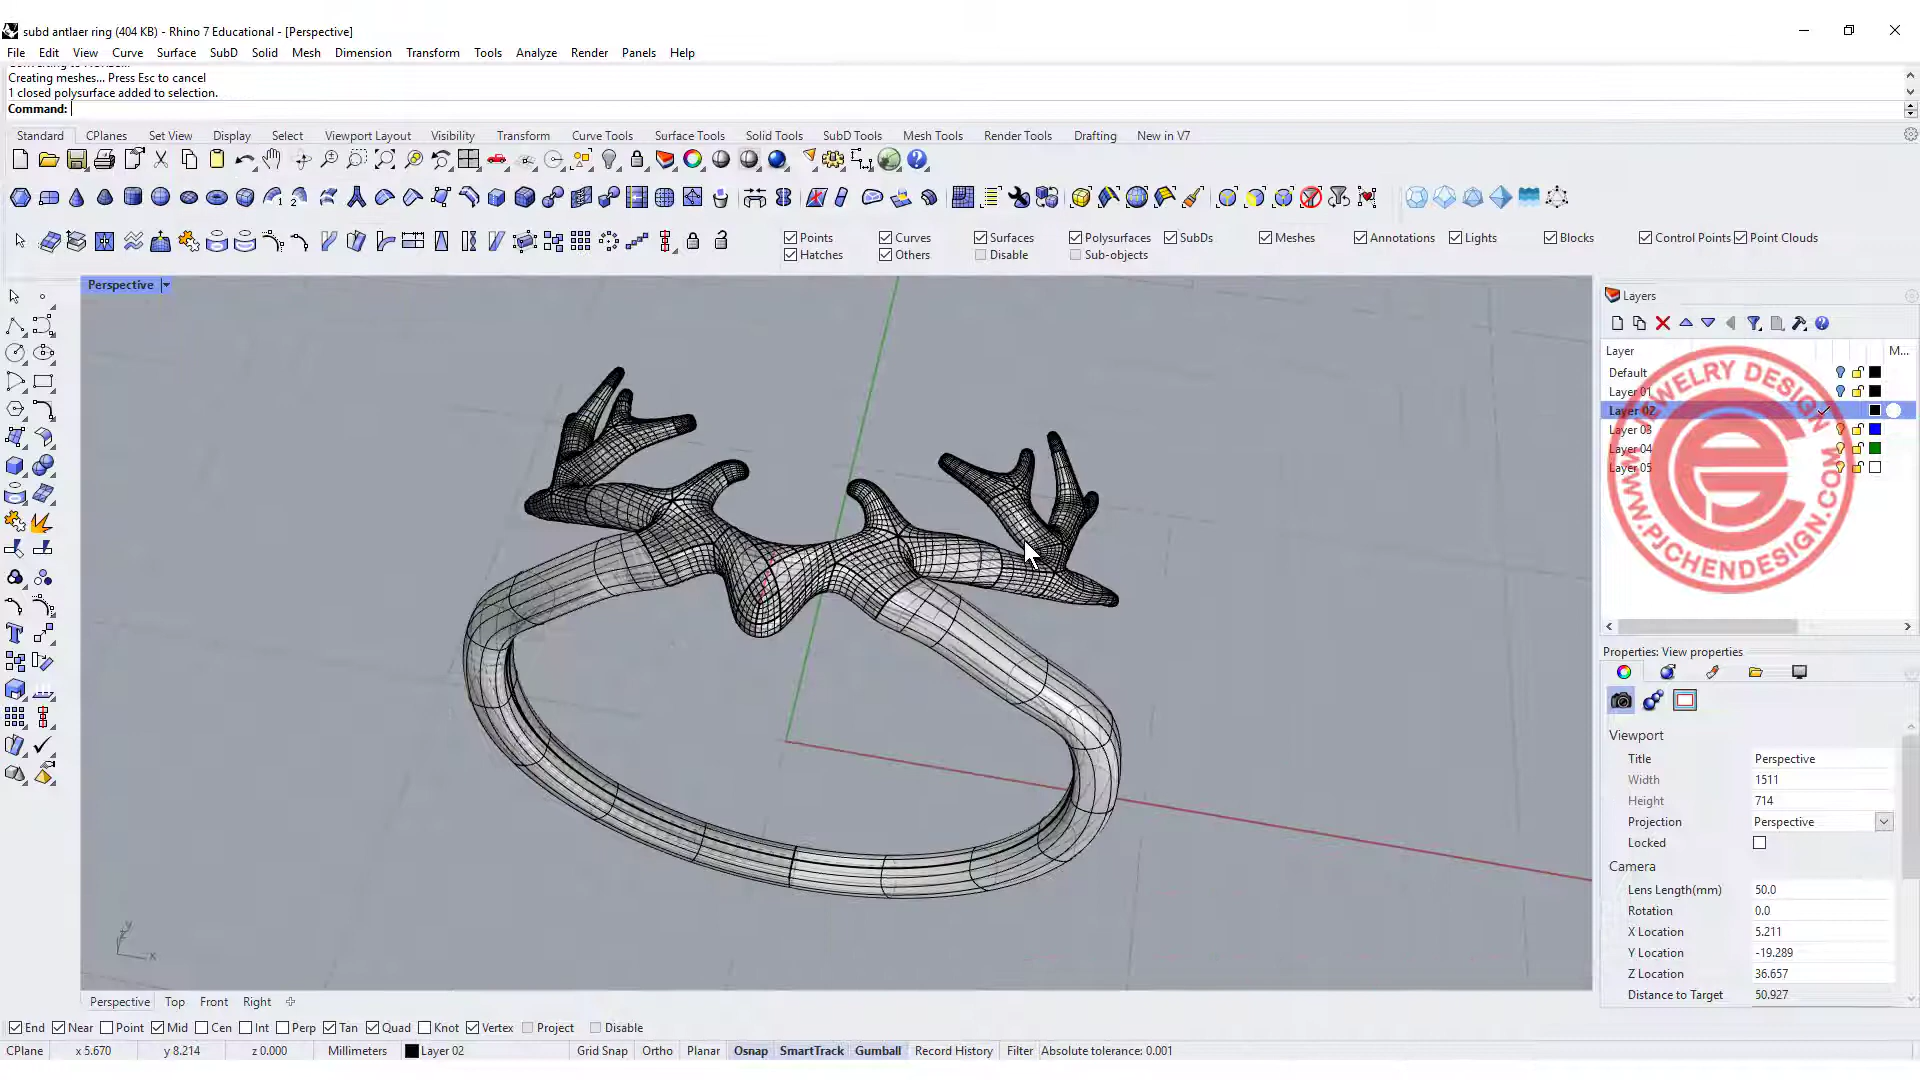 subd antlaer ring (404 KB) - Rhino 7 Educational - [Perspective]
File Edit View Curve Surface SubD Solid Mesh Dimension Transform Tools Analyze Render Panels Help
Creating meshes... Press Esc to cancel
1 closed polysurface added to selection.
Command:
Standard CPlanes Set View Display Select Viewport Layout Visibility Transform Curve Tools Surface Tools Solid Tools SubD Tools Mesh Tools Render Tools Drafting New in V7
Points Curves Surfaces Polysurfaces SubDs Meshes Annotations Lights Blocks Control Points Point Clouds
Hatches Others Disable Sub-objects
Perspective
Layers
Layer M...
Default
Layer 01
Layer 02
Layer 03
Layer 04
Layer 05
JEWELRY DESIGN
WWW.PJCHENDESIGN.COM
Properties: View properties
Viewport
Title Perspective
Width 1511
Height 714
Projection Perspective
Locked
Camera
Lens Length(mm) 50.0
Rotation 0.0
X Location 5.211
Y Location -19.289
Z Location 36.657
Distance to Target 50.927
z y x
Perspective Top Front Right
End Near Point Mid Cen Int Perp Tan Quad Knot Vertex Project Disable
CPlane x 5.670 y 8.214 z 0.000 Millimeters Layer 02 Grid Snap Ortho Planar Osnap SmartTrack Gumball Record History Filter Absolute tolerance: 0.001